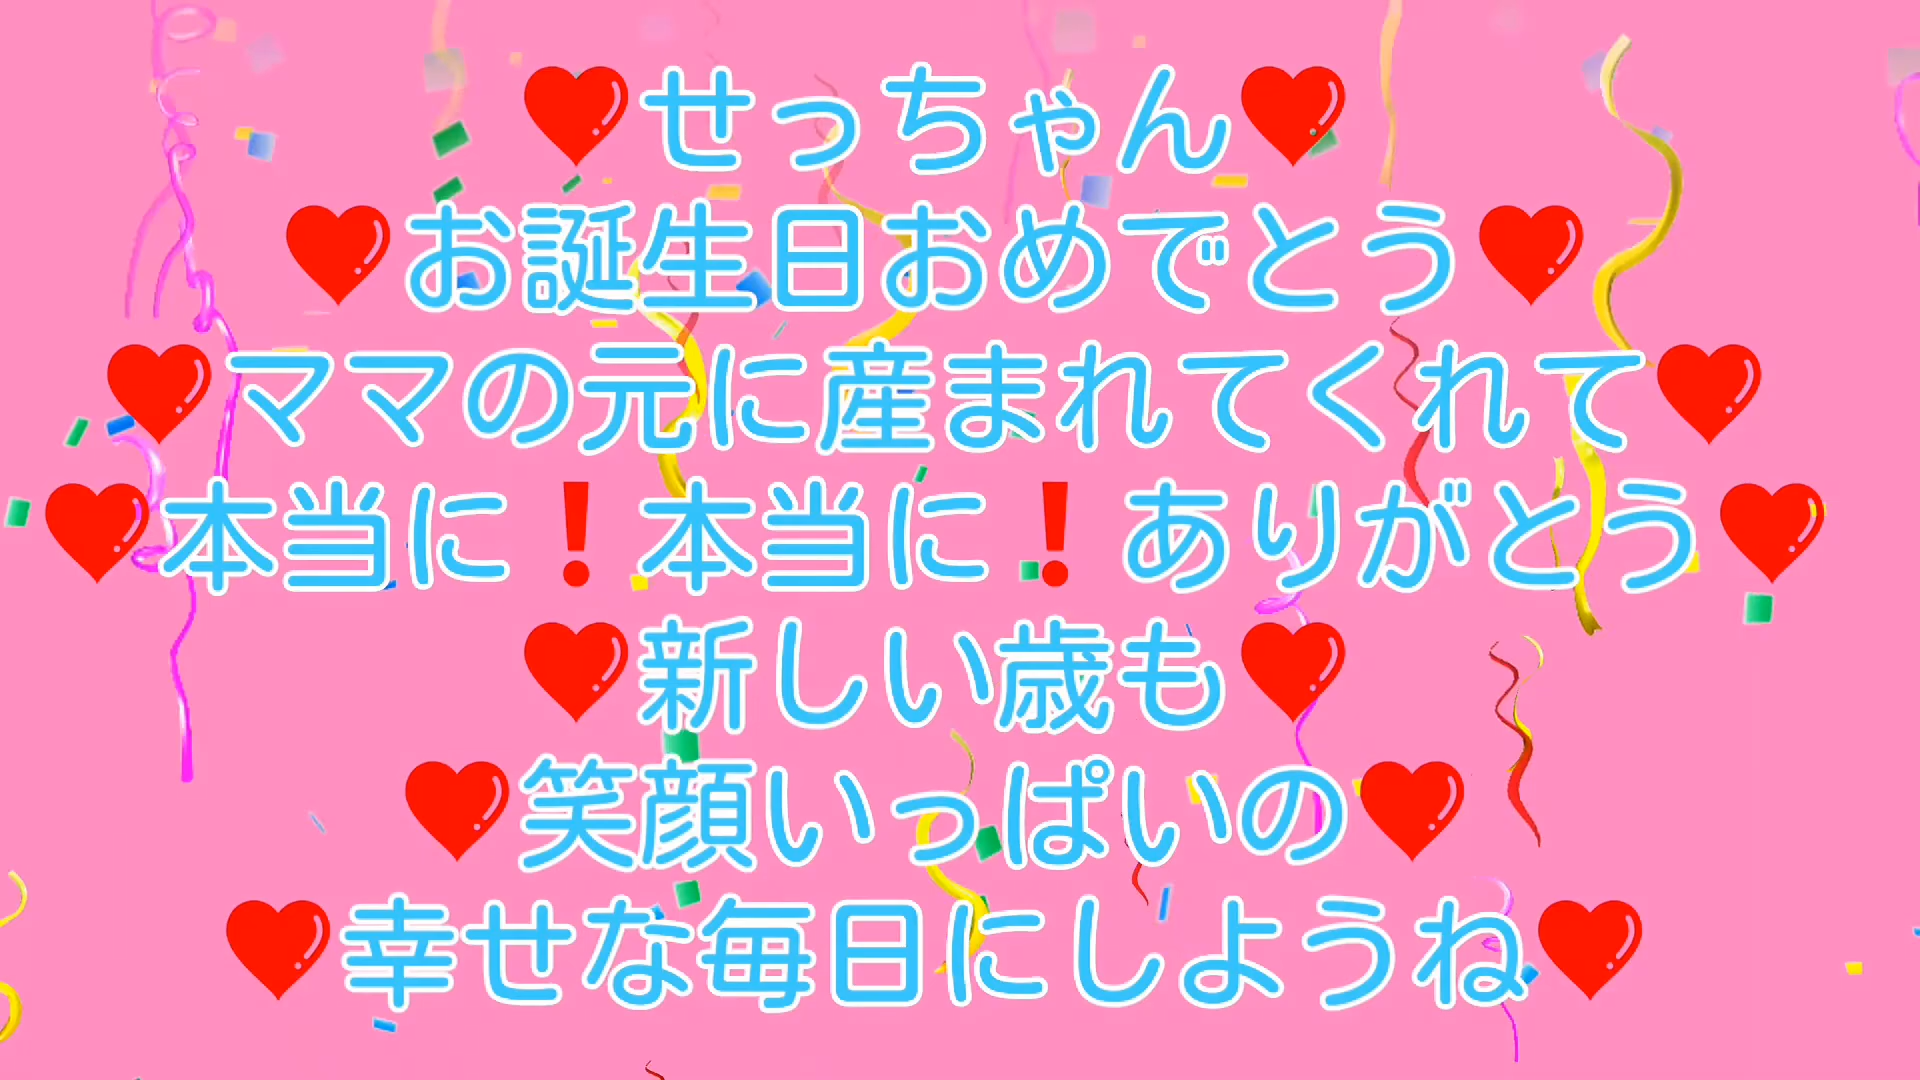 ❤️せっちゃん❤️
❤️お誕生日おめでとう❤️
❤️ママの元に産まれてくれて❤️
❤️本当に❗本当に❗ありがとう❤️
❤️新しい歳も❤️
❤️笑顔いっぱいの❤️
❤️幸せな毎日にしようね❤️